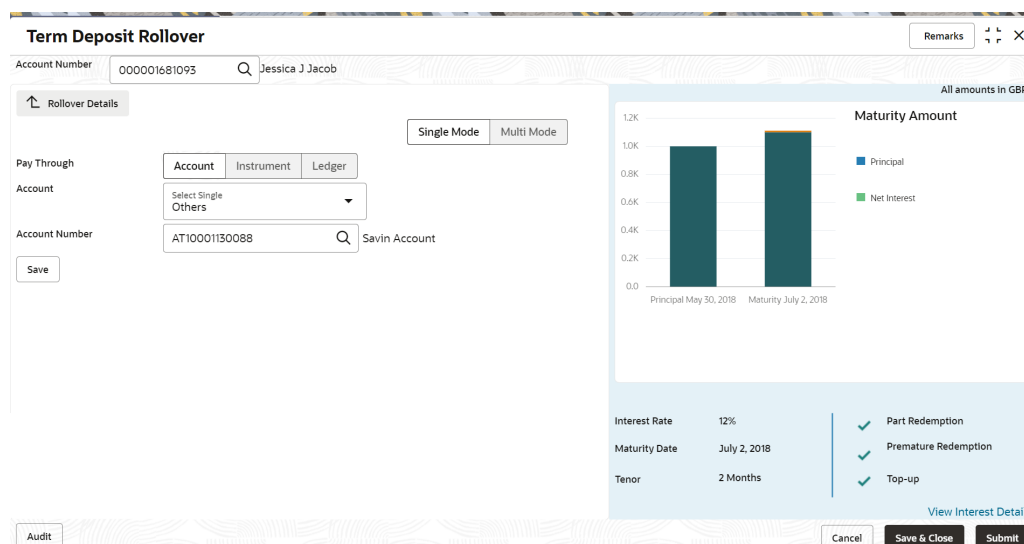 Term Deposit Rollover
Remarks
Account Number
000001681093
Jessica J Jacob
All amounts in GBP
Rollover Details
Single Mode
Multi Mode
Pay Through
Account
Instrument
Ledger
Account
Select Single
Others
Account Number
AT10001130088
Savin Account
Save
Maturity Amount
1.2K
1.0K
0.8K
0.6K
0.4K
0.2K
0.0
Principal May 30, 2018
Maturity July 2, 2018
Principal
Net Interest
Interest Rate
12%
Maturity Date
July 2, 2018
Tenor
2 Months
Part Redemption
Premature Redemption
Top-up
View Interest Detai
Audit
Cancel
Save & Close
Submit